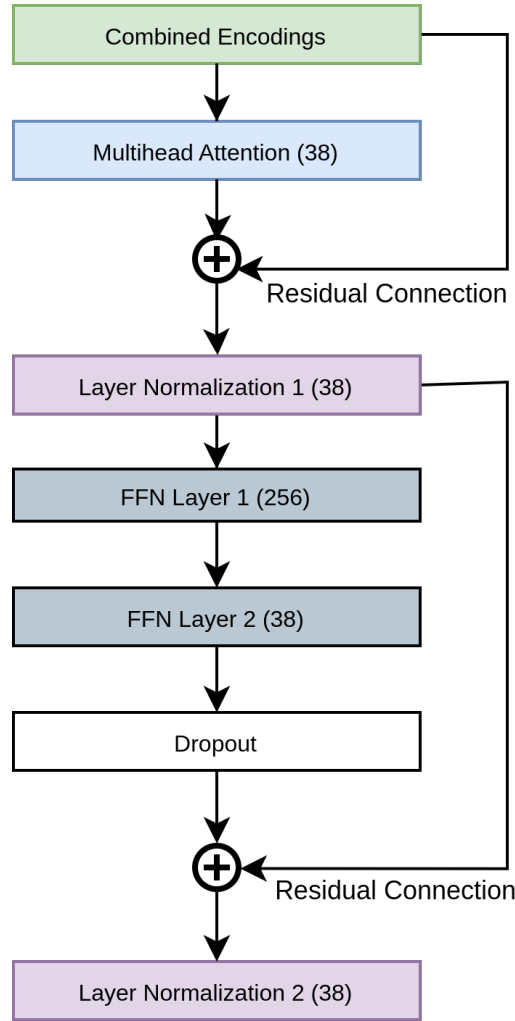 Combined Encodings
Multihead Attention (38)
Residual Connection
Layer Normalization 1 (38)
FFN Layer 1 (256)
FFN Layer 2 (38)
Dropout
Residual Connection
Layer Normalization 2 (38)